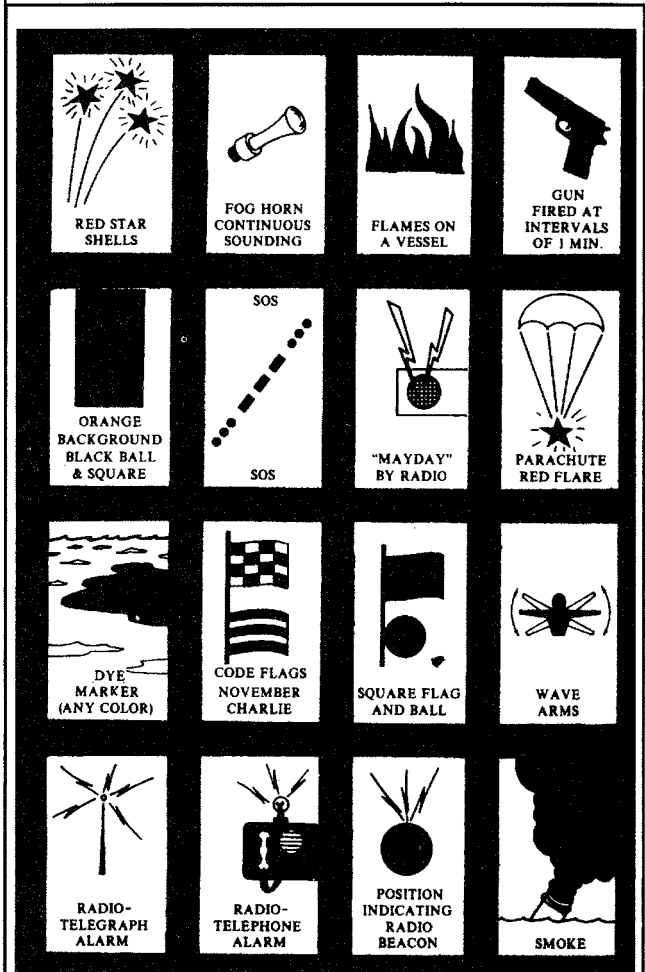 RED STAR
SHELLS
FOG HORN
CONTINUOUS
SOUNDING
FLAMES ON
A VESSEL
GUN
FIRED AT
INTERVALS
OF 1 MIN.
ORANGE
BACKGROUND
BLACK BALL
& SQUARE
SOS
SOS
"MAYDAY"
BY RADIO
PARACHUTE
RED FLARE
DYE
MARKER
(ANY COLOR)
CODE FLAGS
NOVEMBER
CHARLIE
SQUARE FLAG
AND BALL
WAVE
ARMS
RADIO-
TELEGRAPH
ALARM
RADIO-
TELEPHONE
ALARM
POSITION
INDICATING
RADIO
BEACON
SMOKE